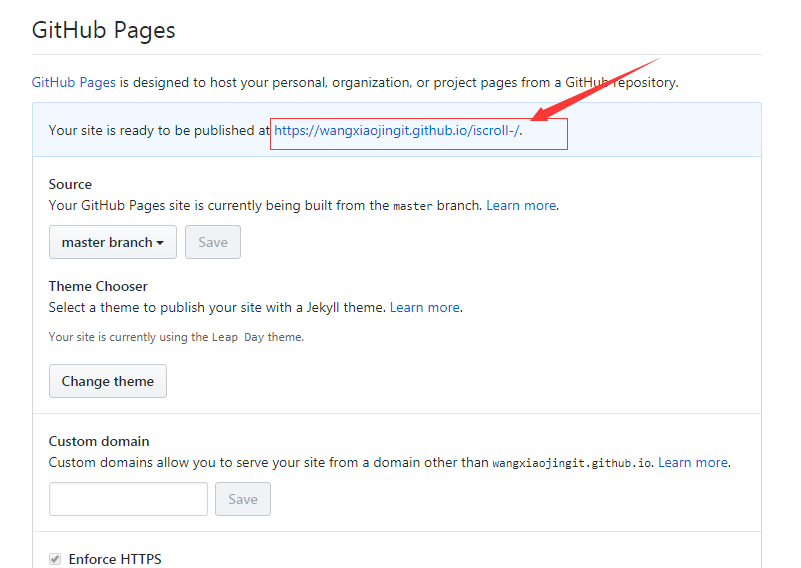 GitHub Pages
GitHub Pages is designed to host your personal, organization, or project pages from a GitHub repository.
Your site is ready to be published at https://wangxiaojingit.github.io/iscroll-/.
Source
Your GitHub Pages site is currently being built from the master branch. Learn more.
master branch Save
Theme Chooser
Select a theme to publish your site with a Jekyll theme. Learn more.
Your site is currently using the Leap Day theme.
Change theme
Custom domain
Custom domains allow you to serve your site from a domain other than wangxiaojingit.github.io. Learn more.
Save
Enforce HTTPS